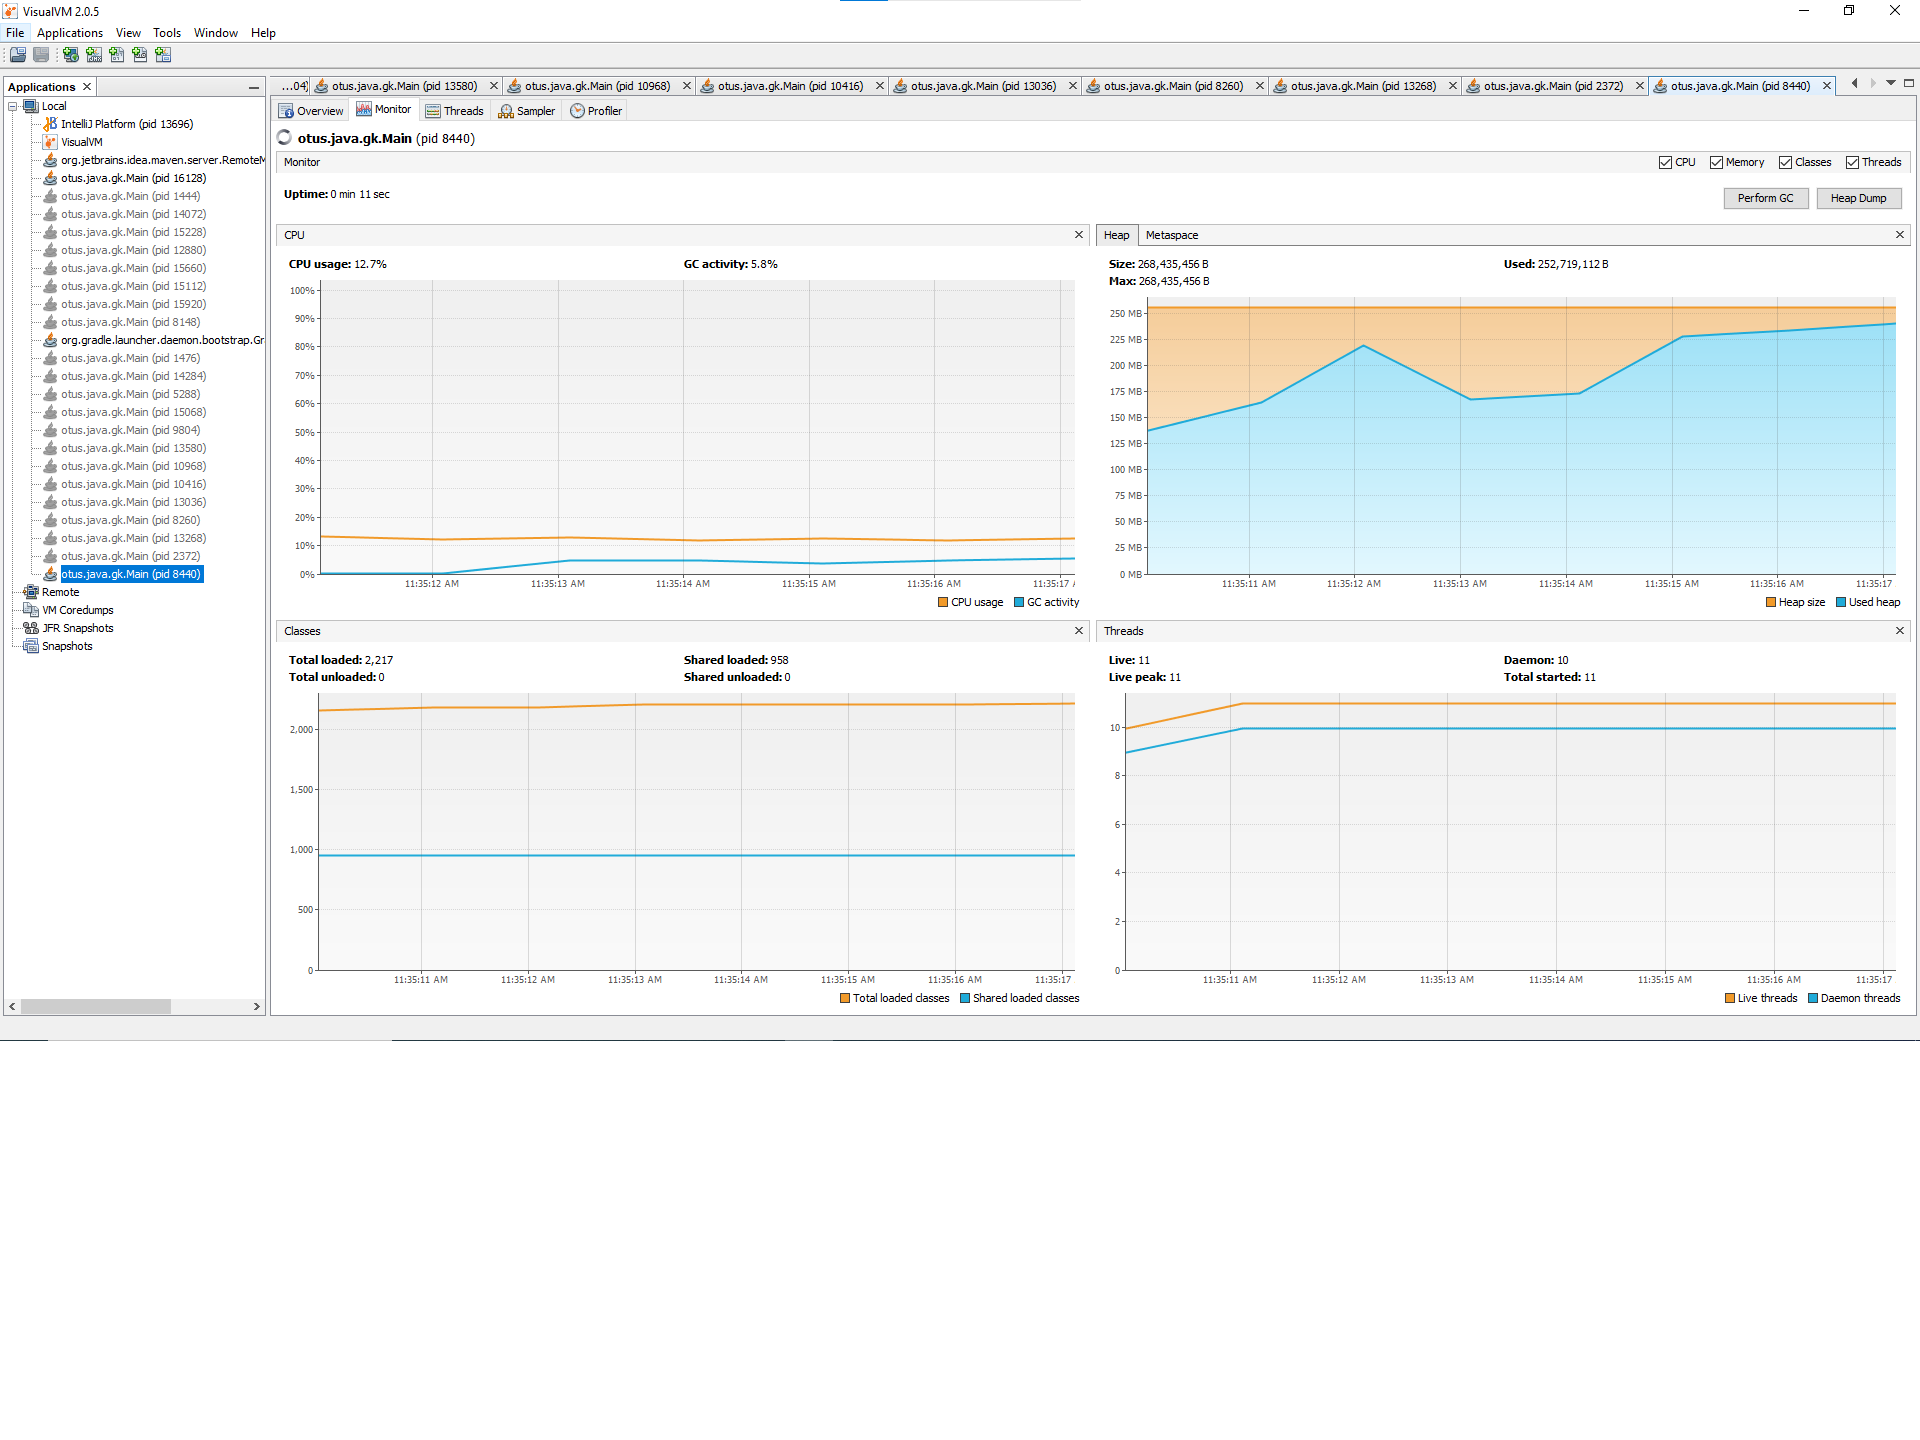 VisualVM 2.0.5
File Applications View Tools Window Help
Applications
Local
IntelliJ Platform (pid 13696)
VisualVM
org.jetbrains.idea.maven.server.RemoteM
otus.java.gk.Main (pid 16128)
otus.java.gk.Main (pid 1444)
otus.java.gk.Main (pid 14072)
otus.java.gk.Main (pid 15228)
otus.java.gk.Main (pid 12880)
otus.java.gk.Main (pid 15660)
otus.java.gk.Main (pid 15112)
otus.java.gk.Main (pid 15920)
otus.java.gk.Main (pid 8148)
org.gradle.launcher.daemon.bootstrap.Gr
otus.java.gk.Main (pid 1476)
otus.java.gk.Main (pid 14284)
otus.java.gk.Main (pid 5288)
otus.java.gk.Main (pid 15068)
otus.java.gk.Main (pid 9804)
otus.java.gk.Main (pid 13580)
otus.java.gk.Main (pid 10968)
otus.java.gk.Main (pid 10416)
otus.java.gk.Main (pid 13036)
otus.java.gk.Main (pid 8260)
otus.java.gk.Main (pid 13268)
otus.java.gk.Main (pid 2372)
otus.java.gk.Main (pid 8440)
Remote
VM Coredumps
JFR Snapshots
Snapshots
...04) otus.java.gk.Main (pid 13580) otus.java.gk.Main (pid 10968) otus.java.gk.Main (pid 10416) otus.java.gk.Main (pid 13036) otus.java.gk.Main (pid 8260) otus.java.gk.Main (pid 13268) otus.java.gk.Main (pid 2372) otus.java.gk.Main (pid 8440)
Overview Monitor Threads Sampler Profiler
otus.java.gk.Main (pid 8440)
Monitor CPU Memory Classes Threads
Uptime: 0 min 11 sec Perform GC Heap Dump
CPU
CPU usage: 12.7% GC activity: 5.8%
100%
90%
80%
70%
60%
50%
40%
30%
20%
10%
0%
11:35:12 AM 11:35:13 AM 11:35:14 AM 11:35:15 AM 11:35:16 AM 11:35:17
CPU usage GC activity
Heap Metaspace
Size: 268,435,456 B Used: 252,719,112 B
Max: 268,435,456 B
250 MB
225 MB
200 MB
175 MB
150 MB
125 MB
100 MB
75 MB
50 MB
25 MB
0 MB
11:35:11 AM 11:35:12 AM 11:35:13 AM 11:35:14 AM 11:35:15 AM 11:35:16 AM 11:35:17
Heap size Used heap
Classes
Total loaded: 2,217 Shared loaded: 958
Total unloaded: 0 Shared unloaded: 0
2,000
1,500
1,000
500
0
11:35:11 AM 11:35:12 AM 11:35:13 AM 11:35:14 AM 11:35:15 AM 11:35:16 AM 11:35:17
Total loaded classes Shared loaded classes
Threads
Live: 11 Daemon: 10
Live peak: 11 Total started: 11
10
8
6
4
2
0
11:35:11 AM 11:35:12 AM 11:35:13 AM 11:35:14 AM 11:35:15 AM 11:35:16 AM 11:35:17
Live threads Daemon threads